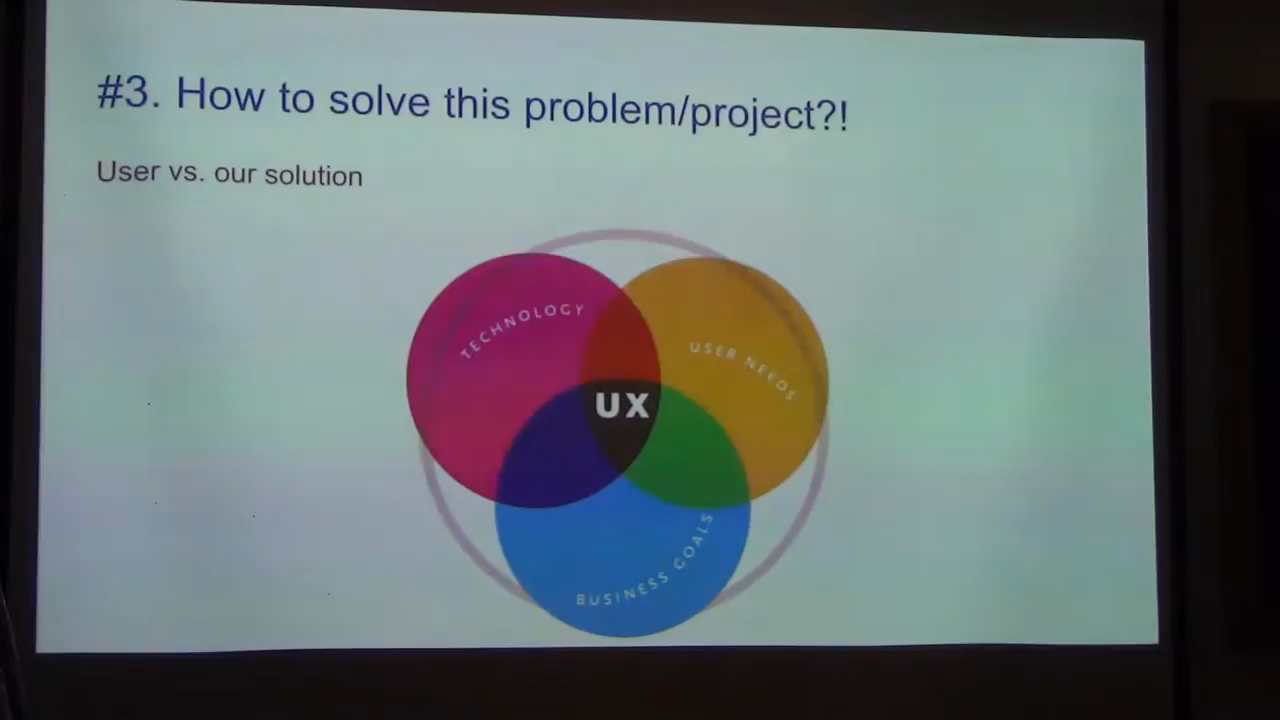 #3. How to solve this problem/project?!
User vs. our solution
TECHNOLOGY
USER NEEDS
UX
BUSINESS GOALS